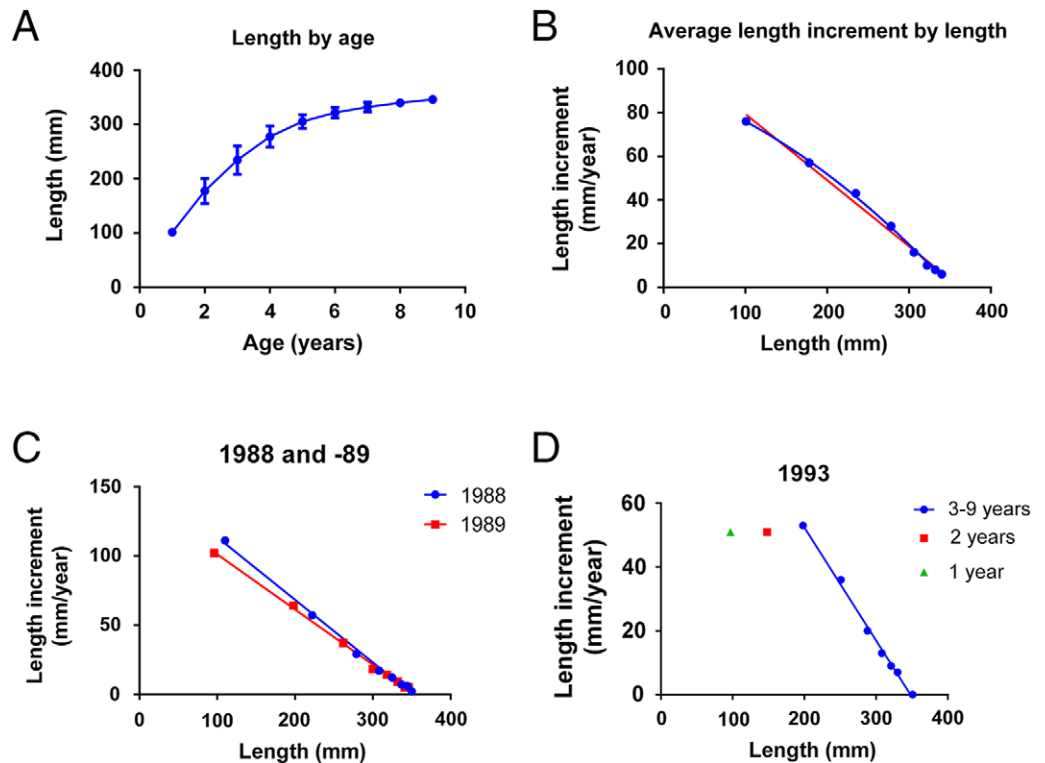 A
Length by age
Length (mm)
400
300
200
100
0
0 2 4 6 8 10
Age (years)
B
Average length increment by length
Length increment
(mm/year)
100
80
60
40
20
0
0 100 200 300 400
Length (mm)
C
1988 and -89
1988
1989
Length increment
(mm/year)
150
100
50
0
0 100 200 300 400
Length (mm)
D
1993
3-9 years
2 years
1 year
Length increment
(mm/year)
60
40
20
0
0 100 200 300 400
Length (mm)